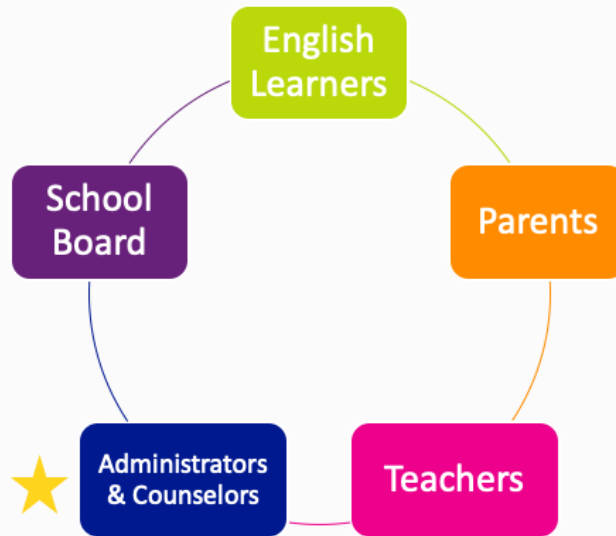 English
Learners
School
Board
Parents
Administrators
& Counselors
Teachers